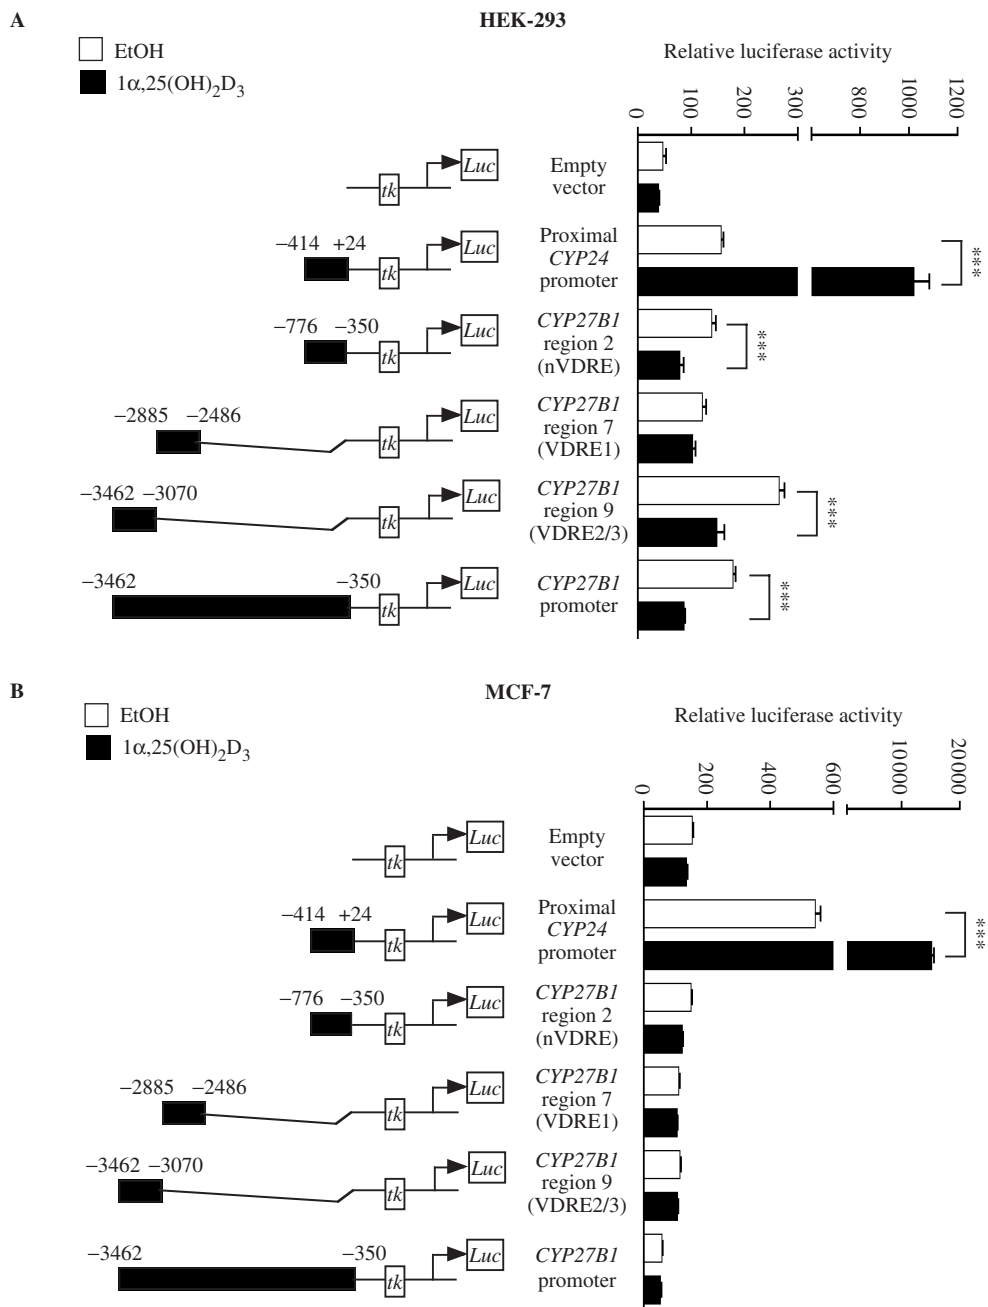 A
HEK-293
EtOH
1α,25(OH)₂D₃
Relative luciferase activity
0 100 200 300 800 1000 1200
tk Luc
Empty
vector
−414 +24
tk Luc
Proximal
CYP24
promoter
***
−776 −350
tk Luc
CYP27B1
region 2
(nVDRE)
***
−2885 −2486
tk Luc
CYP27B1
region 7
(VDRE1)
−3462 −3070
tk Luc
CYP27B1
region 9
(VDRE2/3)
***
−3462 −350
tk Luc
CYP27B1
promoter
***
B
MCF-7
EtOH
1α,25(OH)₂D₃
Relative luciferase activity
0 200 400 600 10000 20000
tk Luc
Empty
vector
−414 +24
tk Luc
Proximal
CYP24
promoter
***
−776 −350
tk Luc
CYP27B1
region 2
(nVDRE)
−2885 −2486
tk Luc
CYP27B1
region 7
(VDRE1)
−3462 −3070
tk Luc
CYP27B1
region 9
(VDRE2/3)
−3462 −350
tk Luc
CYP27B1
promoter